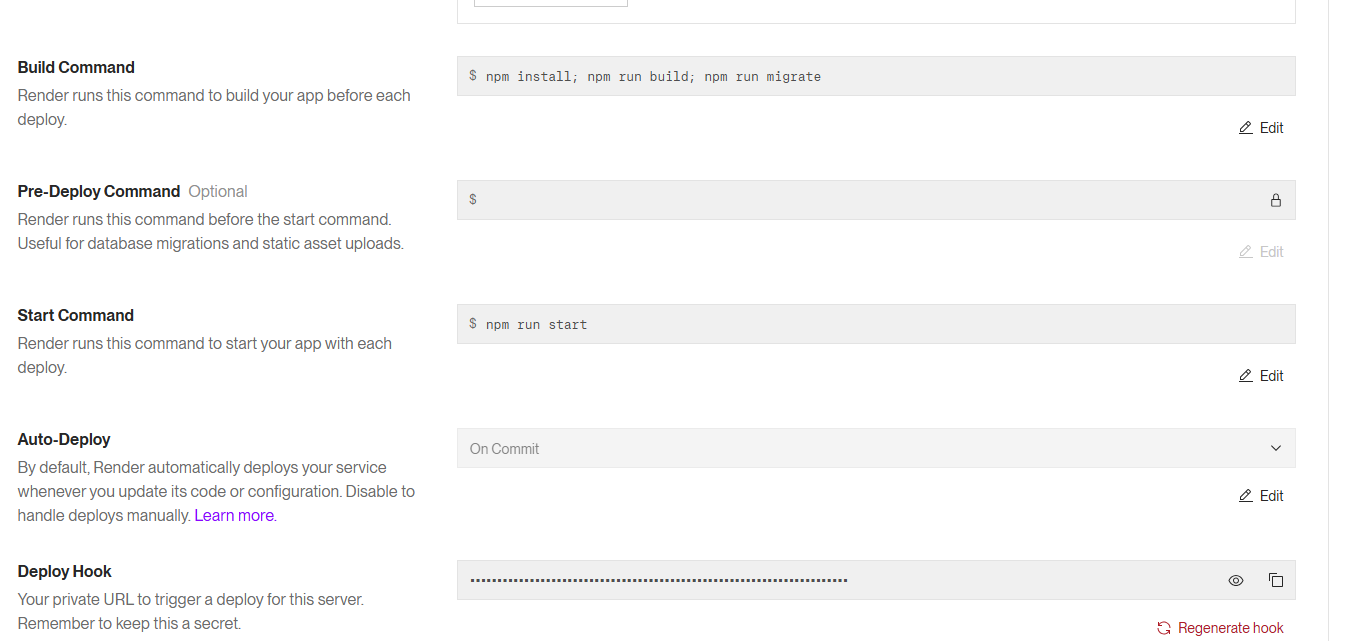 Build Command
Render runs this command to build your app before each
deploy.
$ npm install; npm run build; npm run migrate
Edit
Pre-Deploy Command Optional
Render runs this command before the start command.
Useful for database migrations and static asset uploads.
$
Edit
Start Command
Render runs this command to start your app with each
deploy.
$ npm run start
Edit
Auto-Deploy
By default, Render automatically deploys your service
whenever you update its code or configuration. Disable to
handle deploys manually. Learn more.
On Commit
Edit
Deploy Hook
Your private URL to trigger a deploy for this server.
Remember to keep this a secret.
Regenerate hook